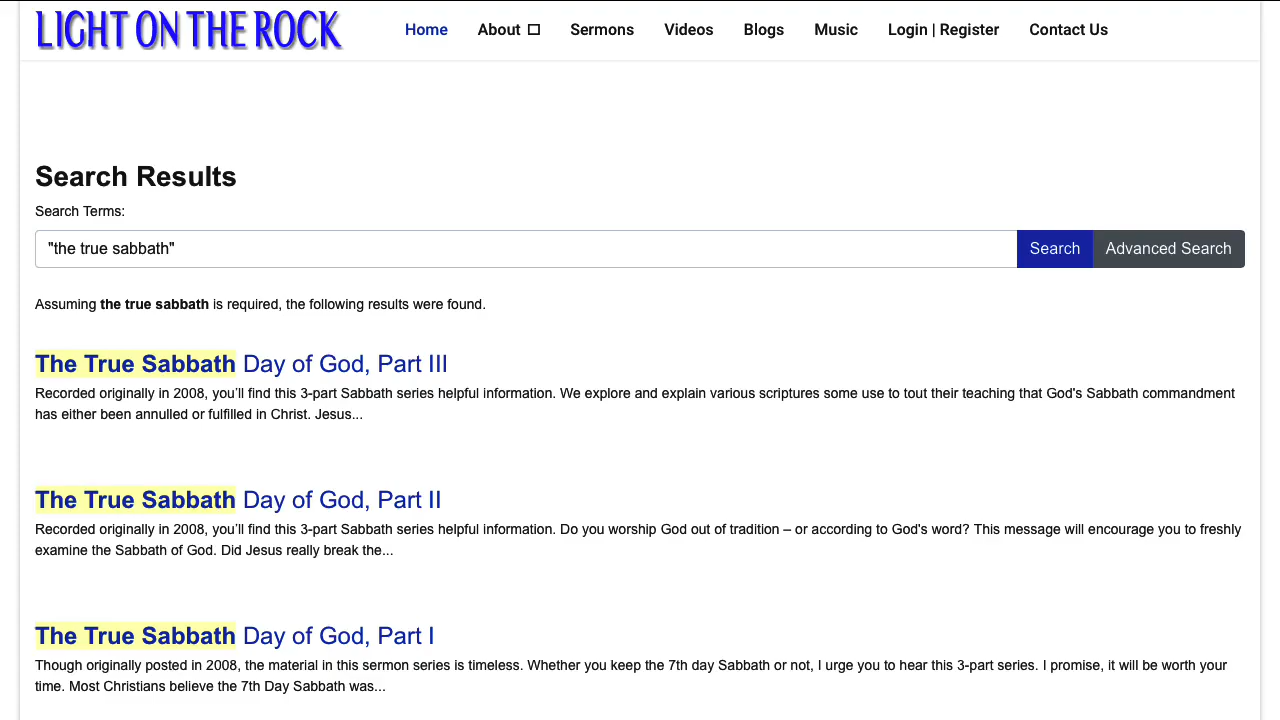 LIGHT ON THE ROCK
Home About Sermons Videos Blogs Music Login | Register Contact Us
Search Results
Search Terms:
"the true sabbath" Search Advanced Search
Assuming the true sabbath is required, the following results were found.
The True Sabbath Day of God, Part III
Recorded originally in 2008, you’ll find this 3-part Sabbath series helpful information. We explore and explain various scriptures some use to tout their teaching that God's Sabbath commandment
has either been annulled or fulfilled in Christ. Jesus...
The True Sabbath Day of God, Part II
Recorded originally in 2008, you’ll find this 3-part Sabbath series helpful information. Do you worship God out of tradition – or according to God's word? This message will encourage you to freshly
examine the Sabbath of God. Did Jesus really break the...
The True Sabbath Day of God, Part I
Though originally posted in 2008, the material in this sermon series is timeless. Whether you keep the 7th day Sabbath or not, I urge you to hear this 3-part series. I promise, it will be worth your
time. Most Christians believe the 7th Day Sabbath was...